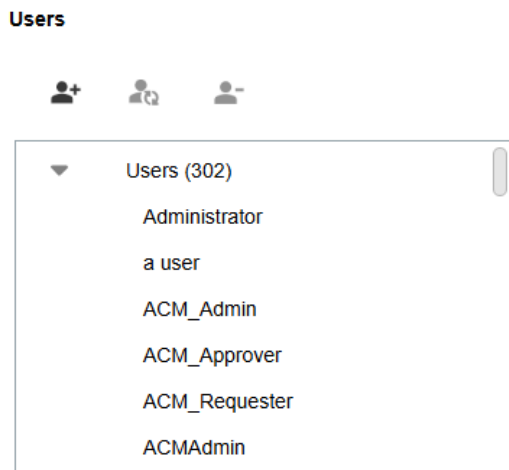 Users
Users (302)
Administrator
a user
ACM_Admin
ACM_Approver
ACM_Requester
ACMAdmin